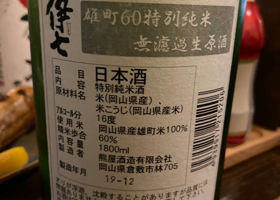 伊七
雄町60特別純米
無濾過生原酒
品目 日本酒
内容 特別純米酒
原材料名 米(岡山県産)
米こうじ(岡山県産米)
アルコール分 16度
使用米 岡山県産雄町米100%
精米歩合 60%
容量 1800ml
製造者 熊屋酒造有限会社
岡山県倉敷市林705
製造年月 19-12